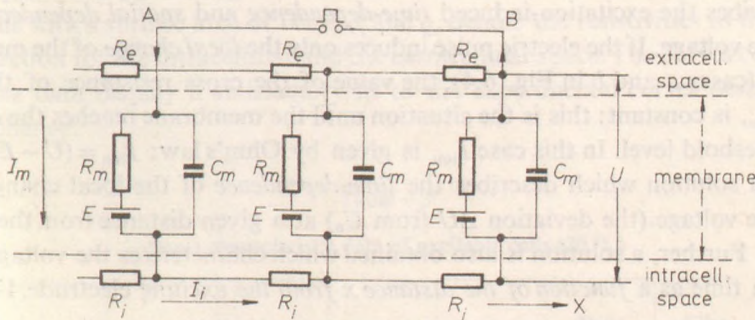 A B
R_e R_e R_e extracell. space
I_m R_m C_m R_m C_m R_m C_m U membrane
E E E
R_i I_i R_i R_i X intracell. space